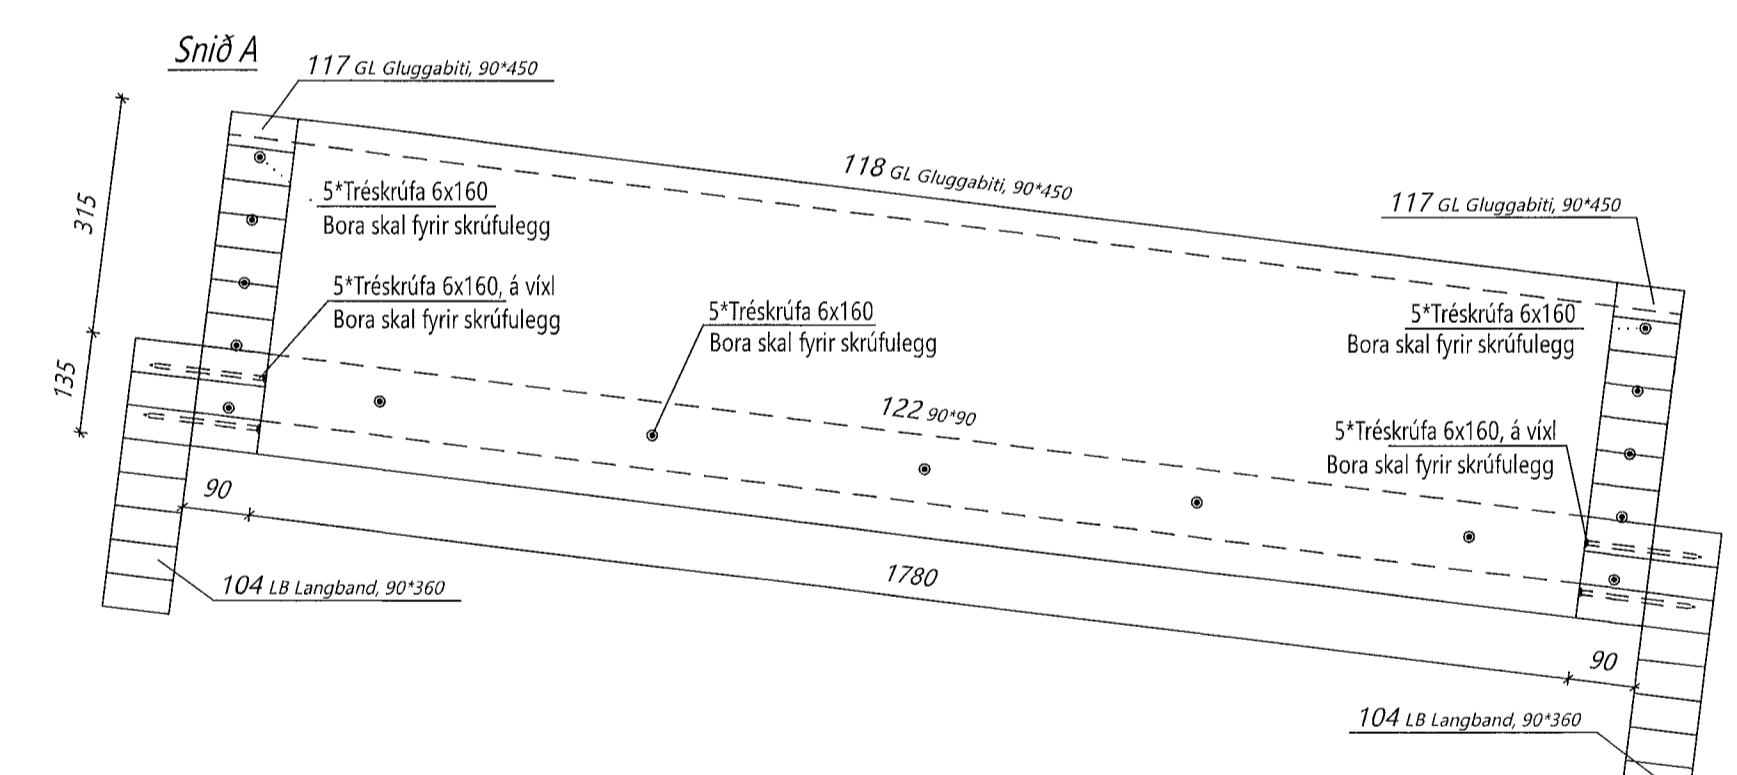 Snið A
117 GL Gluggabiti, 90*450
118 GL Gluggabiti, 90*450
117 GL Gluggabiti, 90*450
315
5*Tréskrúfa 6x160
Bora skal fyrir skrúfulegg
5*Tréskrúfa 6x160, á víxl
Bora skal fyrir skrúfulegg
5*Tréskrúfa 6x160
Bora skal fyrir skrúfulegg
5*Tréskrúfa 6x160
Bora skal fyrir skrúfulegg
135
122 90*90
5*Tréskrúfa 6x160, á víxl
Bora skal fyrir skrúfulegg
90
1780
90
104 LB Langband, 90*360
104 LB Langband, 90*360